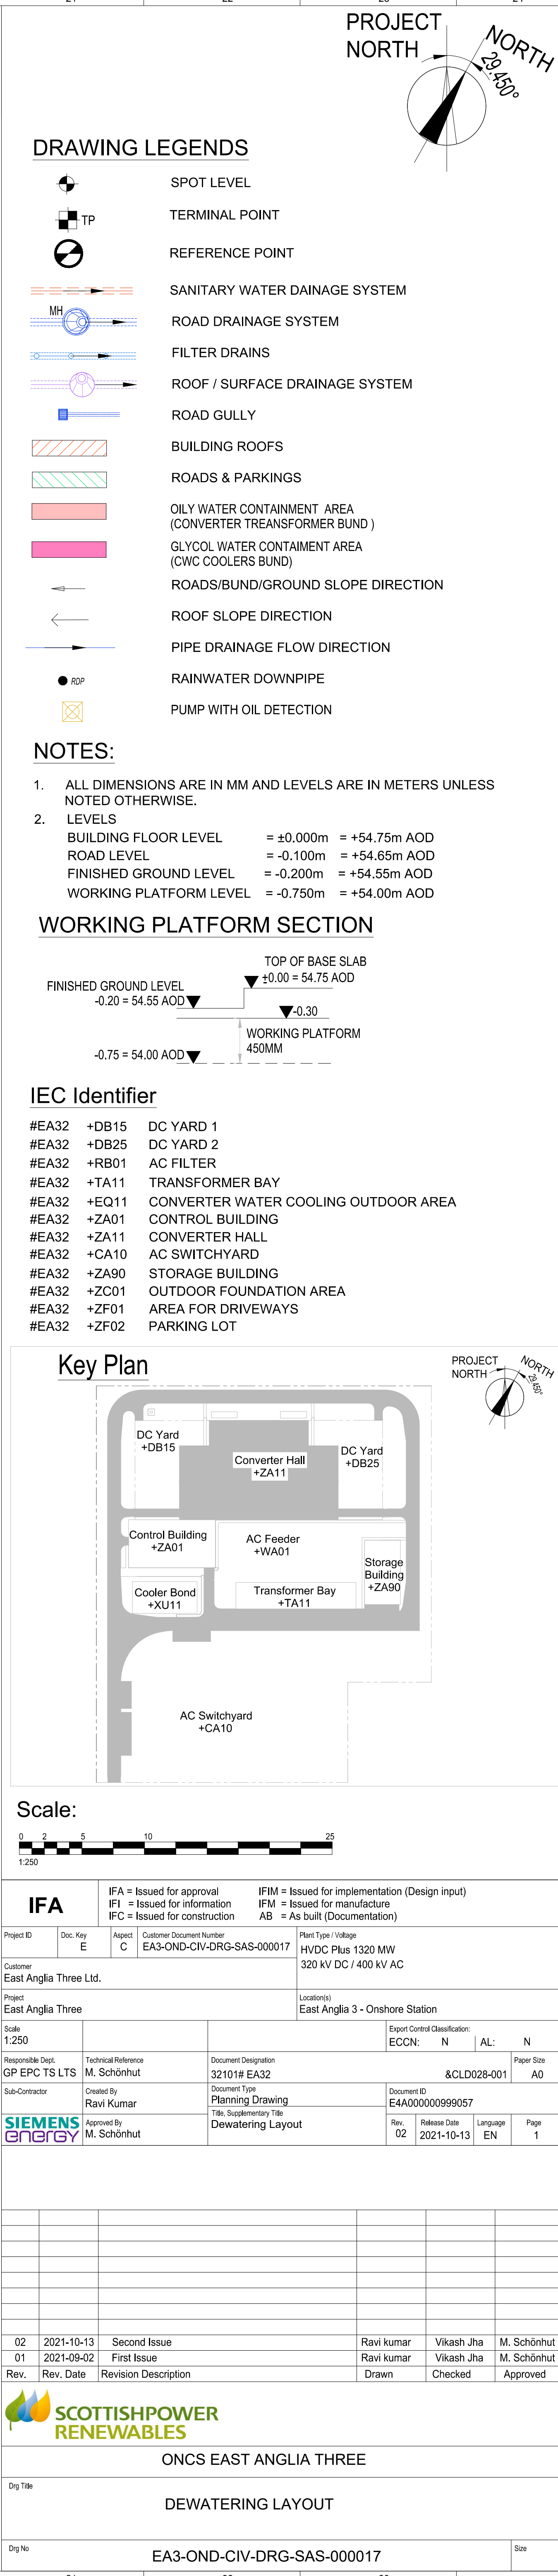 PROJECT
NORTH
NORTH
29.450°
DRAWING LEGENDS
SPOT LEVEL
TP
TERMINAL POINT
REFERENCE POINT
SANITARY WATER DAINAGE SYSTEM
MH
ROAD DRAINAGE SYSTEM
FILTER DRAINS
ROOF / SURFACE DRAINAGE SYSTEM
ROAD GULLY
BUILDING ROOFS
ROADS & PARKINGS
OILY WATER CONTAINMENT AREA
(CONVERTER TREANSFORMER BUND )
GLYCOL WATER CONTAIMENT AREA
(CWC COOLERS BUND)
ROADS/BUND/GROUND SLOPE DIRECTION
ROOF SLOPE DIRECTION
PIPE DRAINAGE FLOW DIRECTION
RDP
RAINWATER DOWNPIPE
PUMP WITH OIL DETECTION
NOTES:
1. ALL DIMENSIONS ARE IN MM AND LEVELS ARE IN METERS UNLESS
NOTED OTHERWISE.
2. LEVELS
BUILDING FLOOR LEVEL = ±0.000m = +54.75m AOD
ROAD LEVEL = -0.100m = +54.65m AOD
FINISHED GROUND LEVEL = -0.200m = +54.55m AOD
WORKING PLATFORM LEVEL = -0.750m = +54.00m AOD
WORKING PLATFORM SECTION
TOP OF BASE SLAB
±0.00 = 54.75 AOD
FINISHED GROUND LEVEL
-0.20 = 54.55 AOD
-0.30
WORKING PLATFORM
450MM
-0.75 = 54.00 AOD
IEC Identifier
#EA32 +DB15 DC YARD 1
#EA32 +DB25 DC YARD 2
#EA32 +RB01 AC FILTER
#EA32 +TA11 TRANSFORMER BAY
#EA32 +EQ11 CONVERTER WATER COOLING OUTDOOR AREA
#EA32 +ZA01 CONTROL BUILDING
#EA32 +ZA11 CONVERTER HALL
#EA32 +CA10 AC SWITCHYARD
#EA32 +ZA90 STORAGE BUILDING
#EA32 +ZC01 OUTDOOR FOUNDATION AREA
#EA32 +ZF01 AREA FOR DRIVEWAYS
#EA32 +ZF02 PARKING LOT
Key Plan
PROJECT
NORTH
NORTH
29.450°
DC Yard
+DB15
Converter Hall
+ZA11
DC Yard
+DB25
Control Building
+ZA01
AC Feeder
+WA01
Storage
Building
+ZA90
Cooler Bond
+XU11
Transformer Bay
+TA11
AC Switchyard
+CA10
Scale:
0 2 5 10 25
1:250
IFA
IFA = Issued for approval IFIM = Issued for implementation (Design input)
IFI = Issued for information IFM = Issued for manufacture
IFC = Issued for construction AB = As built (Documentation)
Project ID Doc. Key Aspect Customer Document Number Plant Type / Voltage
E C EA3-OND-CIV-DRG-SAS-000017 HVDC Plus 1320 MW
Customer 320 kV DC / 400 kV AC
East Anglia Three Ltd.
Project Location(s)
East Anglia Three East Anglia 3 - Onshore Station
Scale Export Control Classification:
1:250 ECCN: N AL: N
Responsible Dept. Technical Reference Document Designation Paper Size
GP EPC TS LTS M. Schönhut 32101# EA32 &CLD028-001 A0
Sub-Contractor Created By Document Type Document ID
Ravi Kumar Planning Drawing E4A000000999057
SIEMENS
energy
Approved By Title, Supplementary Title Rev. Release Date Language Page
M. Schönhut Dewatering Layout 02 2021-10-13 EN 1
02 2021-10-13 Second Issue Ravi kumar Vikash Jha M. Schönhut
01 2021-09-02 First Issue Ravi kumar Vikash Jha M. Schönhut
Rev. Rev. Date Revision Description Drawn Checked Approved
SCOTTISHPOWER
RENEWABLES
ONCS EAST ANGLIA THREE
Drg Title
DEWATERING LAYOUT
Drg No Size
EA3-OND-CIV-DRG-SAS-000017